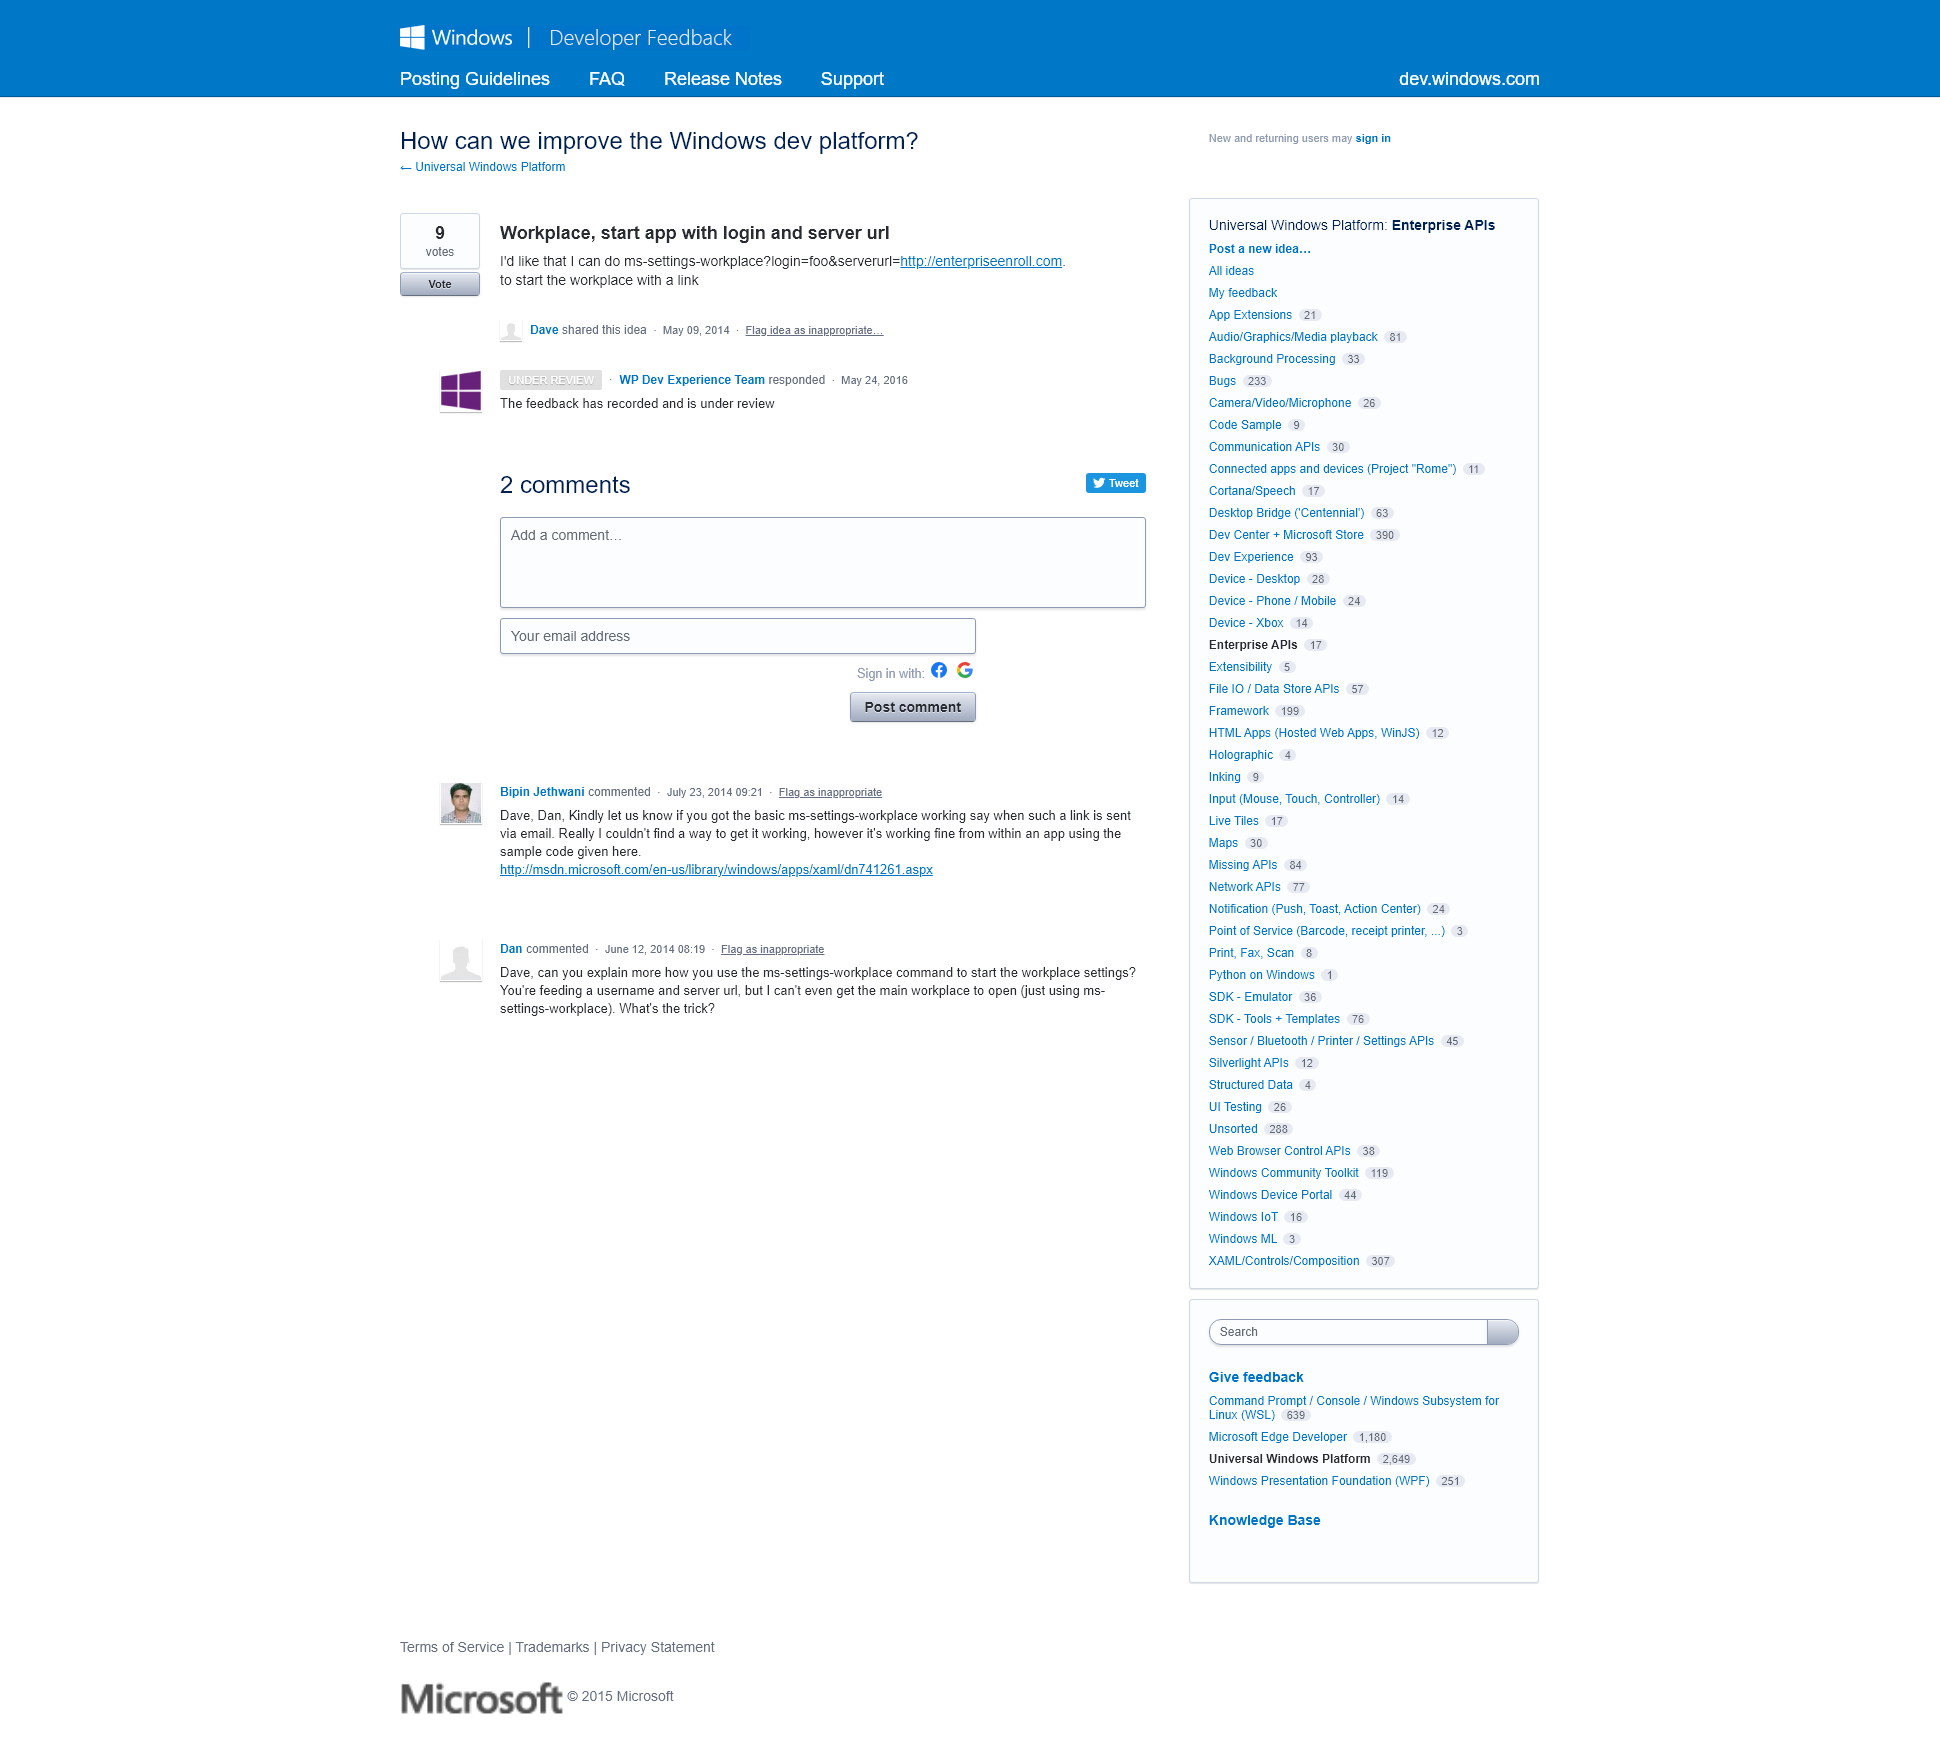 Windows | Developer Feedback
Posting Guidelines FAQ Release Notes Support dev.windows.com
How can we improve the Windows dev platform?
← Universal Windows Platform
New and returning users may sign in
9
votes
Vote
Workplace, start app with login and server url
I'd like that I can do ms-settings-workplace?login=foo&serverurl=http://enterpriseenroll.com.
to start the workplace with a link
Dave shared this idea · May 09, 2014 · Flag idea as inappropriate…
UNDER REVIEW · WP Dev Experience Team responded · May 24, 2016
The feedback has recorded and is under review
2 comments
Tweet
Add a comment…
Your email address
Sign in with:
Post comment
Bipin Jethwani commented · July 23, 2014 09:21 · Flag as inappropriate
Dave, Dan, Kindly let us know if you got the basic ms-settings-workplace working say when such a link is sent
via email. Really I couldn't find a way to get it working, however it's working fine from within an app using the
sample code given here.
http://msdn.microsoft.com/en-us/library/windows/apps/xaml/dn741261.aspx
Dan commented · June 12, 2014 08:19 · Flag as inappropriate
Dave, can you explain more how you use the ms-settings-workplace command to start the workplace settings?
You're feeding a username and server url, but I can't even get the main workplace to open (just using ms-
settings-workplace). What's the trick?
Universal Windows Platform: Enterprise APIs
Post a new idea…
All ideas
My feedback
App Extensions 21
Audio/Graphics/Media playback 81
Background Processing 33
Bugs 233
Camera/Video/Microphone 26
Code Sample 9
Communication APIs 30
Connected apps and devices (Project "Rome") 11
Cortana/Speech 17
Desktop Bridge ('Centennial') 63
Dev Center + Microsoft Store 390
Dev Experience 93
Device - Desktop 28
Device - Phone / Mobile 24
Device - Xbox 14
Enterprise APIs 17
Extensibility 5
File IO / Data Store APIs 57
Framework 199
HTML Apps (Hosted Web Apps, WinJS) 12
Holographic 4
Inking 9
Input (Mouse, Touch, Controller) 14
Live Tiles 17
Maps 30
Missing APIs 84
Network APIs 77
Notification (Push, Toast, Action Center) 24
Point of Service (Barcode, receipt printer, ...) 3
Print, Fax, Scan 8
Python on Windows 1
SDK - Emulator 36
SDK - Tools + Templates 76
Sensor / Bluetooth / Printer / Settings APIs 45
Silverlight APIs 12
Structured Data 4
UI Testing 26
Unsorted 288
Web Browser Control APIs 38
Windows Community Toolkit 119
Windows Device Portal 44
Windows IoT 16
Windows ML 3
XAML/Controls/Composition 307
Search
Give feedback
Command Prompt / Console / Windows Subsystem for
Linux (WSL) 639
Microsoft Edge Developer 1,180
Universal Windows Platform 2,649
Windows Presentation Foundation (WPF) 251
Knowledge Base
Terms of Service | Trademarks | Privacy Statement
Microsoft © 2015 Microsoft